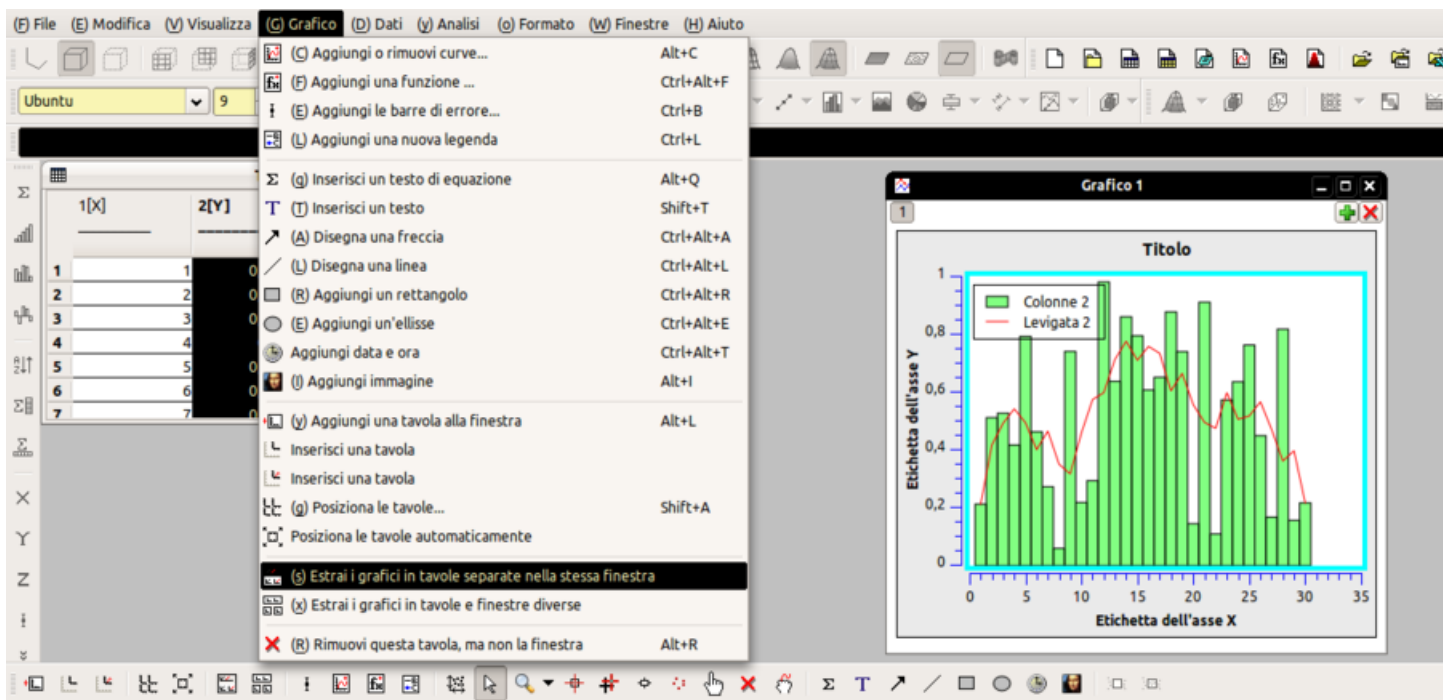 (F) File (E) Modifica (V) Visualizza (G) Grafico (D) Dati (y) Analisi (o) Formato (W) Finestre (H) Aiuto
(C) Aggiungi o rimuovi curve... Alt+C
(F) Aggiungi una funzione ... Ctrl+Alt+F
(E) Aggiungi le barre di errore... Ctrl+B
(L) Aggiungi una nuova legenda Ctrl+L
(q) Inserisci un testo di equazione Alt+Q
(T) Inserisci un testo Shift+T
(A) Disegna una freccia Ctrl+Alt+A
(L) Disegna una linea Ctrl+Alt+L
(R) Aggiungi un rettangolo Ctrl+Alt+R
(E) Aggiungi un'ellisse Ctrl+Alt+E
Aggiungi data e ora Ctrl+Alt+T
(I) Aggiungi immagine Alt+I
(y) Aggiungi una tavola alla finestra Alt+L
Inserisci una tavola
Inserisci una tavola
(g) Posiziona le tavole... Shift+A
Posiziona le tavole automaticamente
(s) Estrai i grafici in tavole separate nella stessa finestra
(x) Estrai i grafici in tavole e finestre diverse
(R) Rimuovi questa tavola, ma non la finestra Alt+R
Ubuntu 9
1[X] 2[Y]
1 1 0
2 2 0
3 3 0
4 4
5 5 0
6 6 0
7 7 0
Grafico 1
1
Titolo
Colonne 2
Levigata 2
Etichetta dell'asse Y
1
0,8
0,6
0,4
0,2
0
0 5 10 15 20 25 30 35
Etichetta dell'asse X